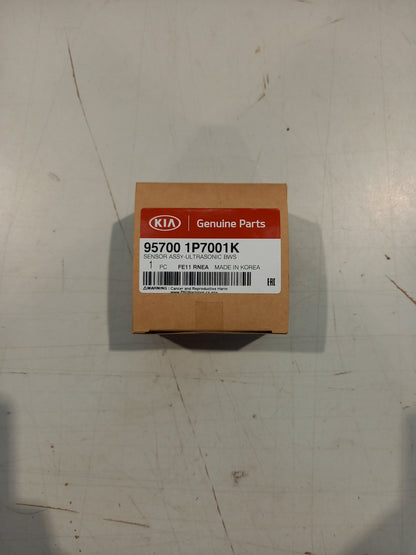 KIA Genuine Parts
95700 1P7001K
SENSOR ASSY-ULTRASONIC BWS
1 PC FE11 RNEA MADE IN KOREA
⚠WARNING Cancer and Reproductive Harm EAC